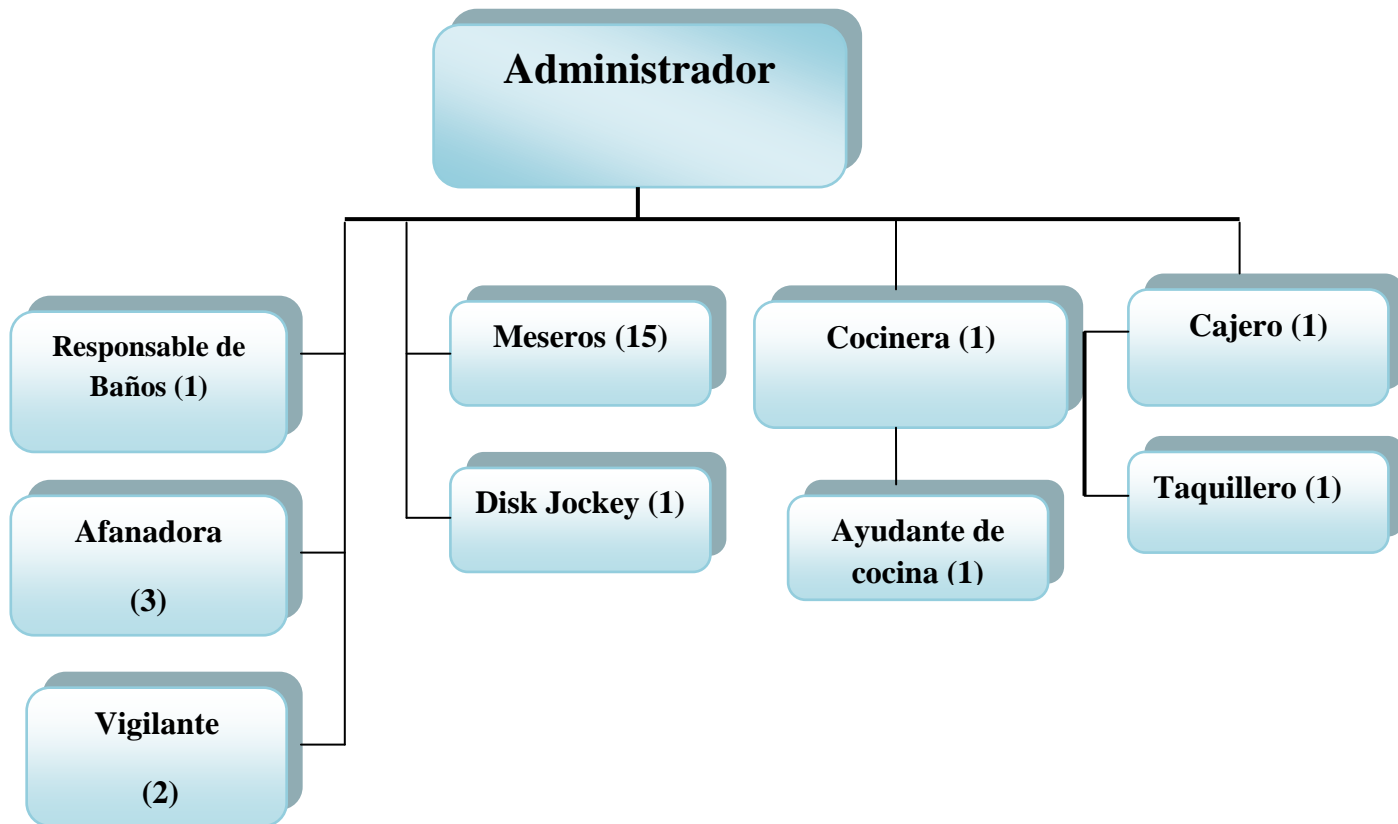 Administrador
Responsable de
Baños (1)
Meseros (15)
Cocinera (1)
Cajero (1)
Afanadora
(3)
Disk Jockey (1)
Ayudante de
cocina (1)
Taquillero (1)
Vigilante
(2)